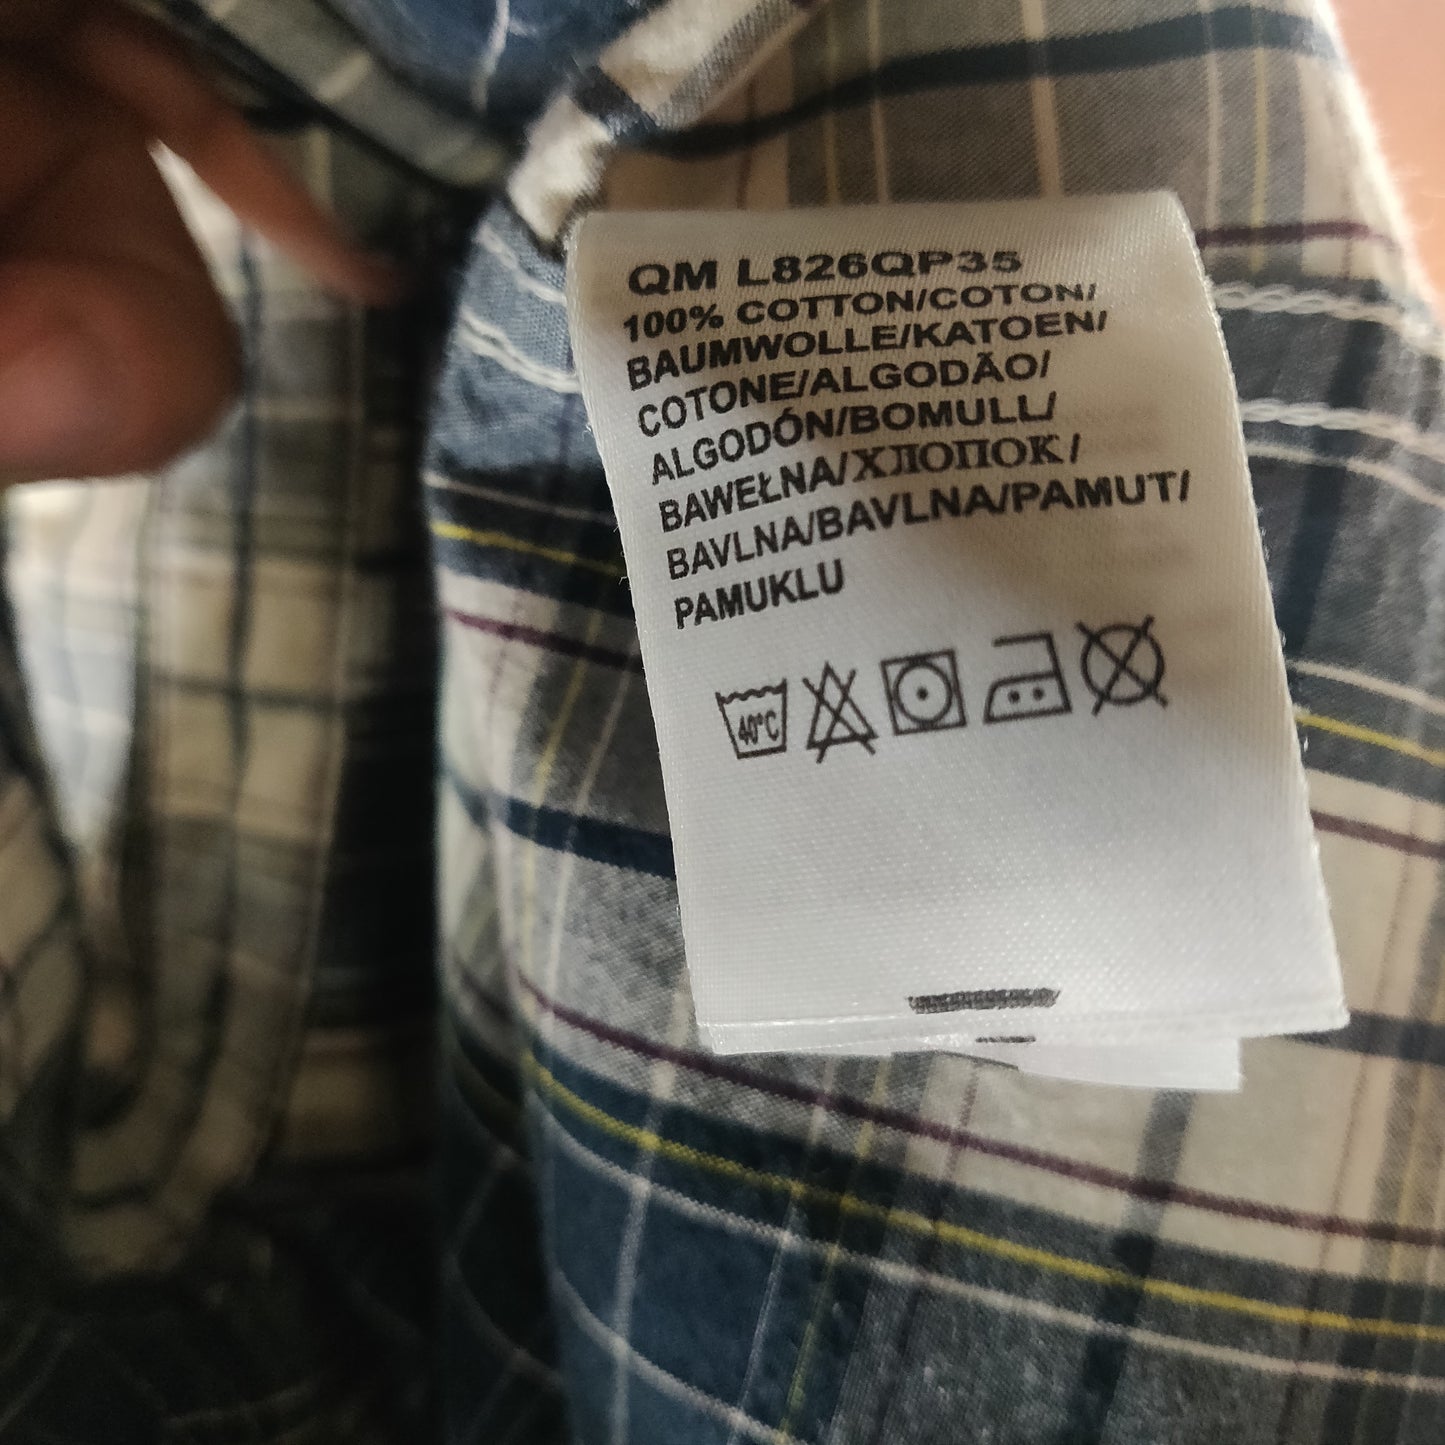 QM L826QP35
100% COTTON/COTON/
BAUMWOLLE/KATOEN/
COTONE/ALGODÃO/
ALGODÓN/BOMULL/
BAWEŁNA/ХЛОПОК/
BAVLNA/BAVLNA/PAMUT/
PAMUKLU
40°C